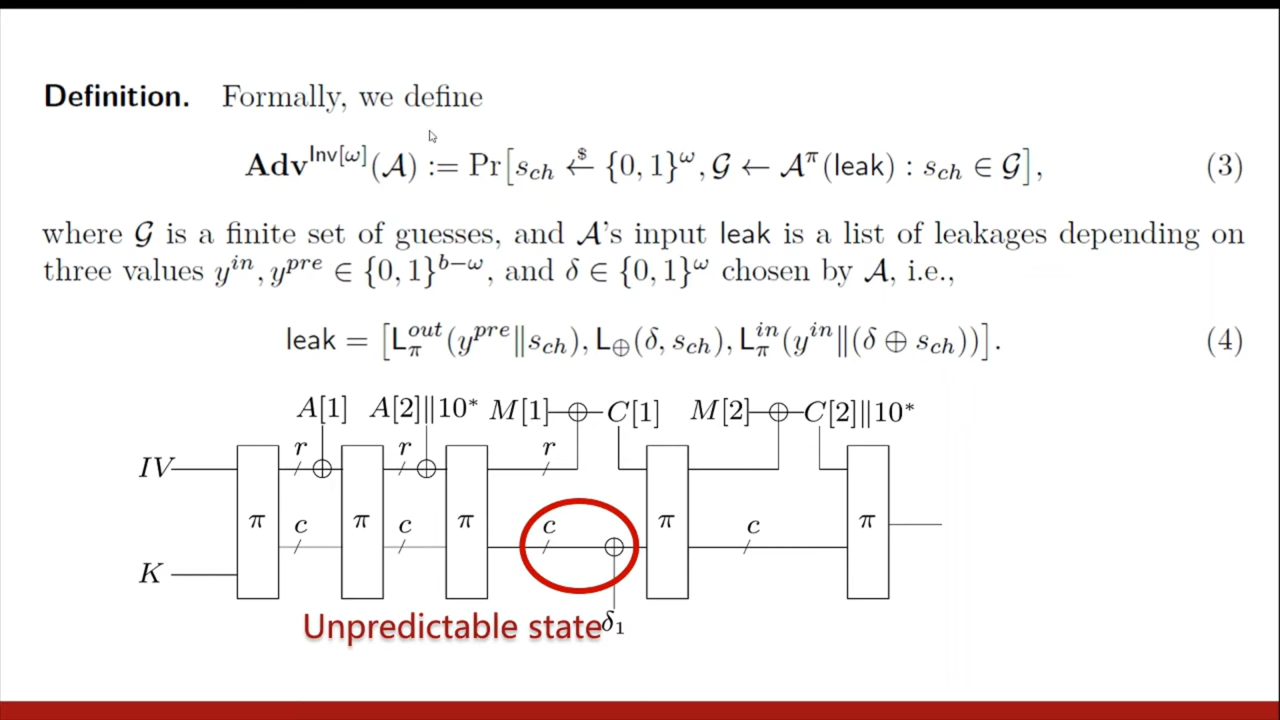 Definition. Formally, we define
Adv^{Inv[ω]}(𝒜) := Pr[s_{ch} ←^{$} {0, 1}^ω, 𝒢 ← 𝒜^π(leak) : s_{ch} ∈ 𝒢], (3)
where 𝒢 is a finite set of guesses, and 𝒜's input leak is a list of leakages depending on
three values y^{in}, y^{pre} ∈ {0, 1}^{b−ω}, and δ ∈ {0, 1}^ω chosen by 𝒜, i.e.,
leak = [L_π^{out}(y^{pre}‖s_{ch}), L_⊕(δ, s_{ch}), L_π^{in}(y^{in}‖(δ ⊕ s_{ch}))]. (4)
A[1] A[2]‖10* M[1] C[1] M[2] C[2]‖10*
r r r
IV
π c π c π c π c π
K
Unpredictable state δ₁